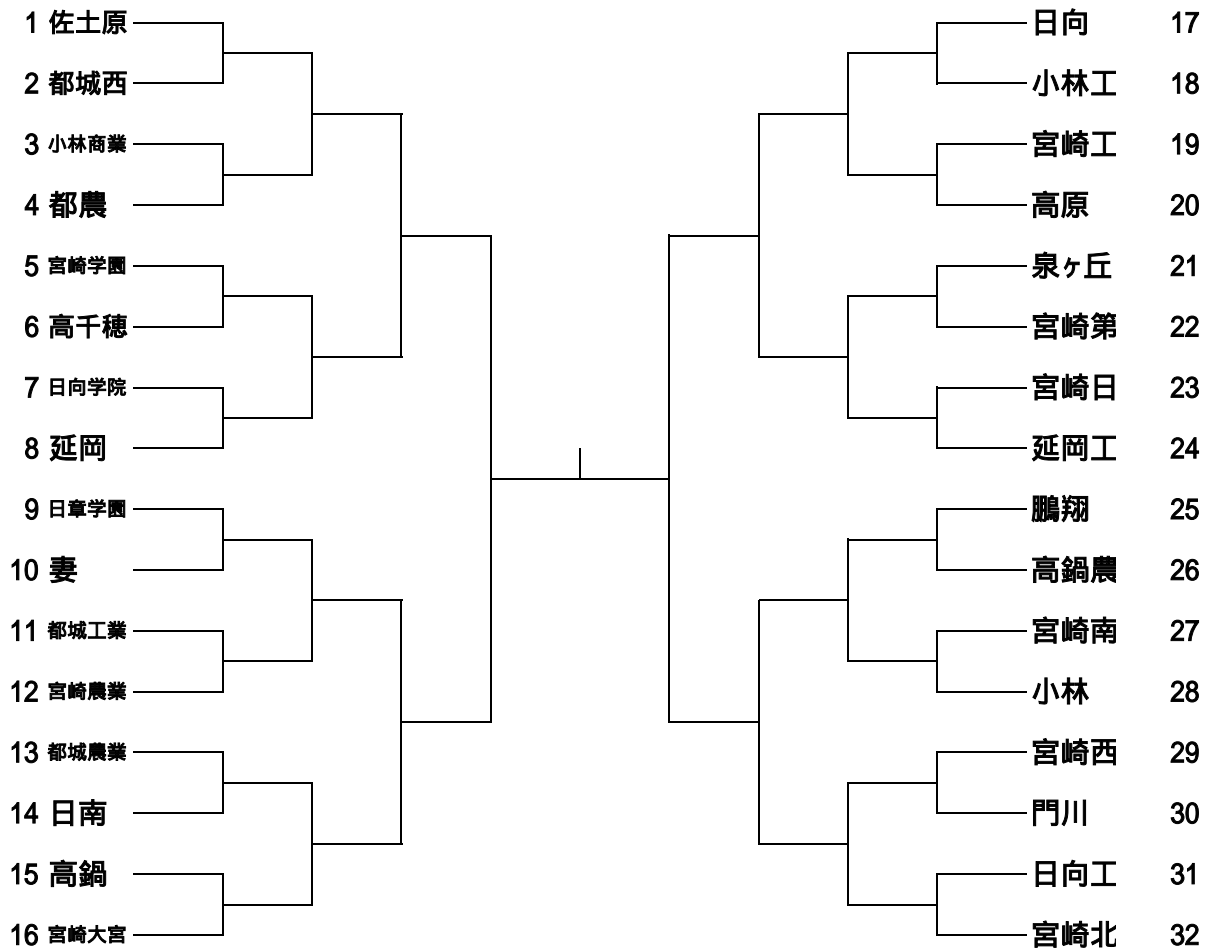 1 佐土原
2 都城西
3 小林商業
4 都農
5 宮崎学園
6 高千穂
7 日向学院
8 延岡
9 日章学園
10 妻
11 都城工業
12 宮崎農業
13 都城農業
14 日南
15 高鍋
16 宮崎大宮
日向 17
小林工 18
宮崎工 19
高原 20
泉ヶ丘 21
宮崎第 22
宮崎日 23
延岡工 24
鵬翔 25
高鍋農 26
宮崎南 27
小林 28
宮崎西 29
門川 30
日向工 31
宮崎北 32